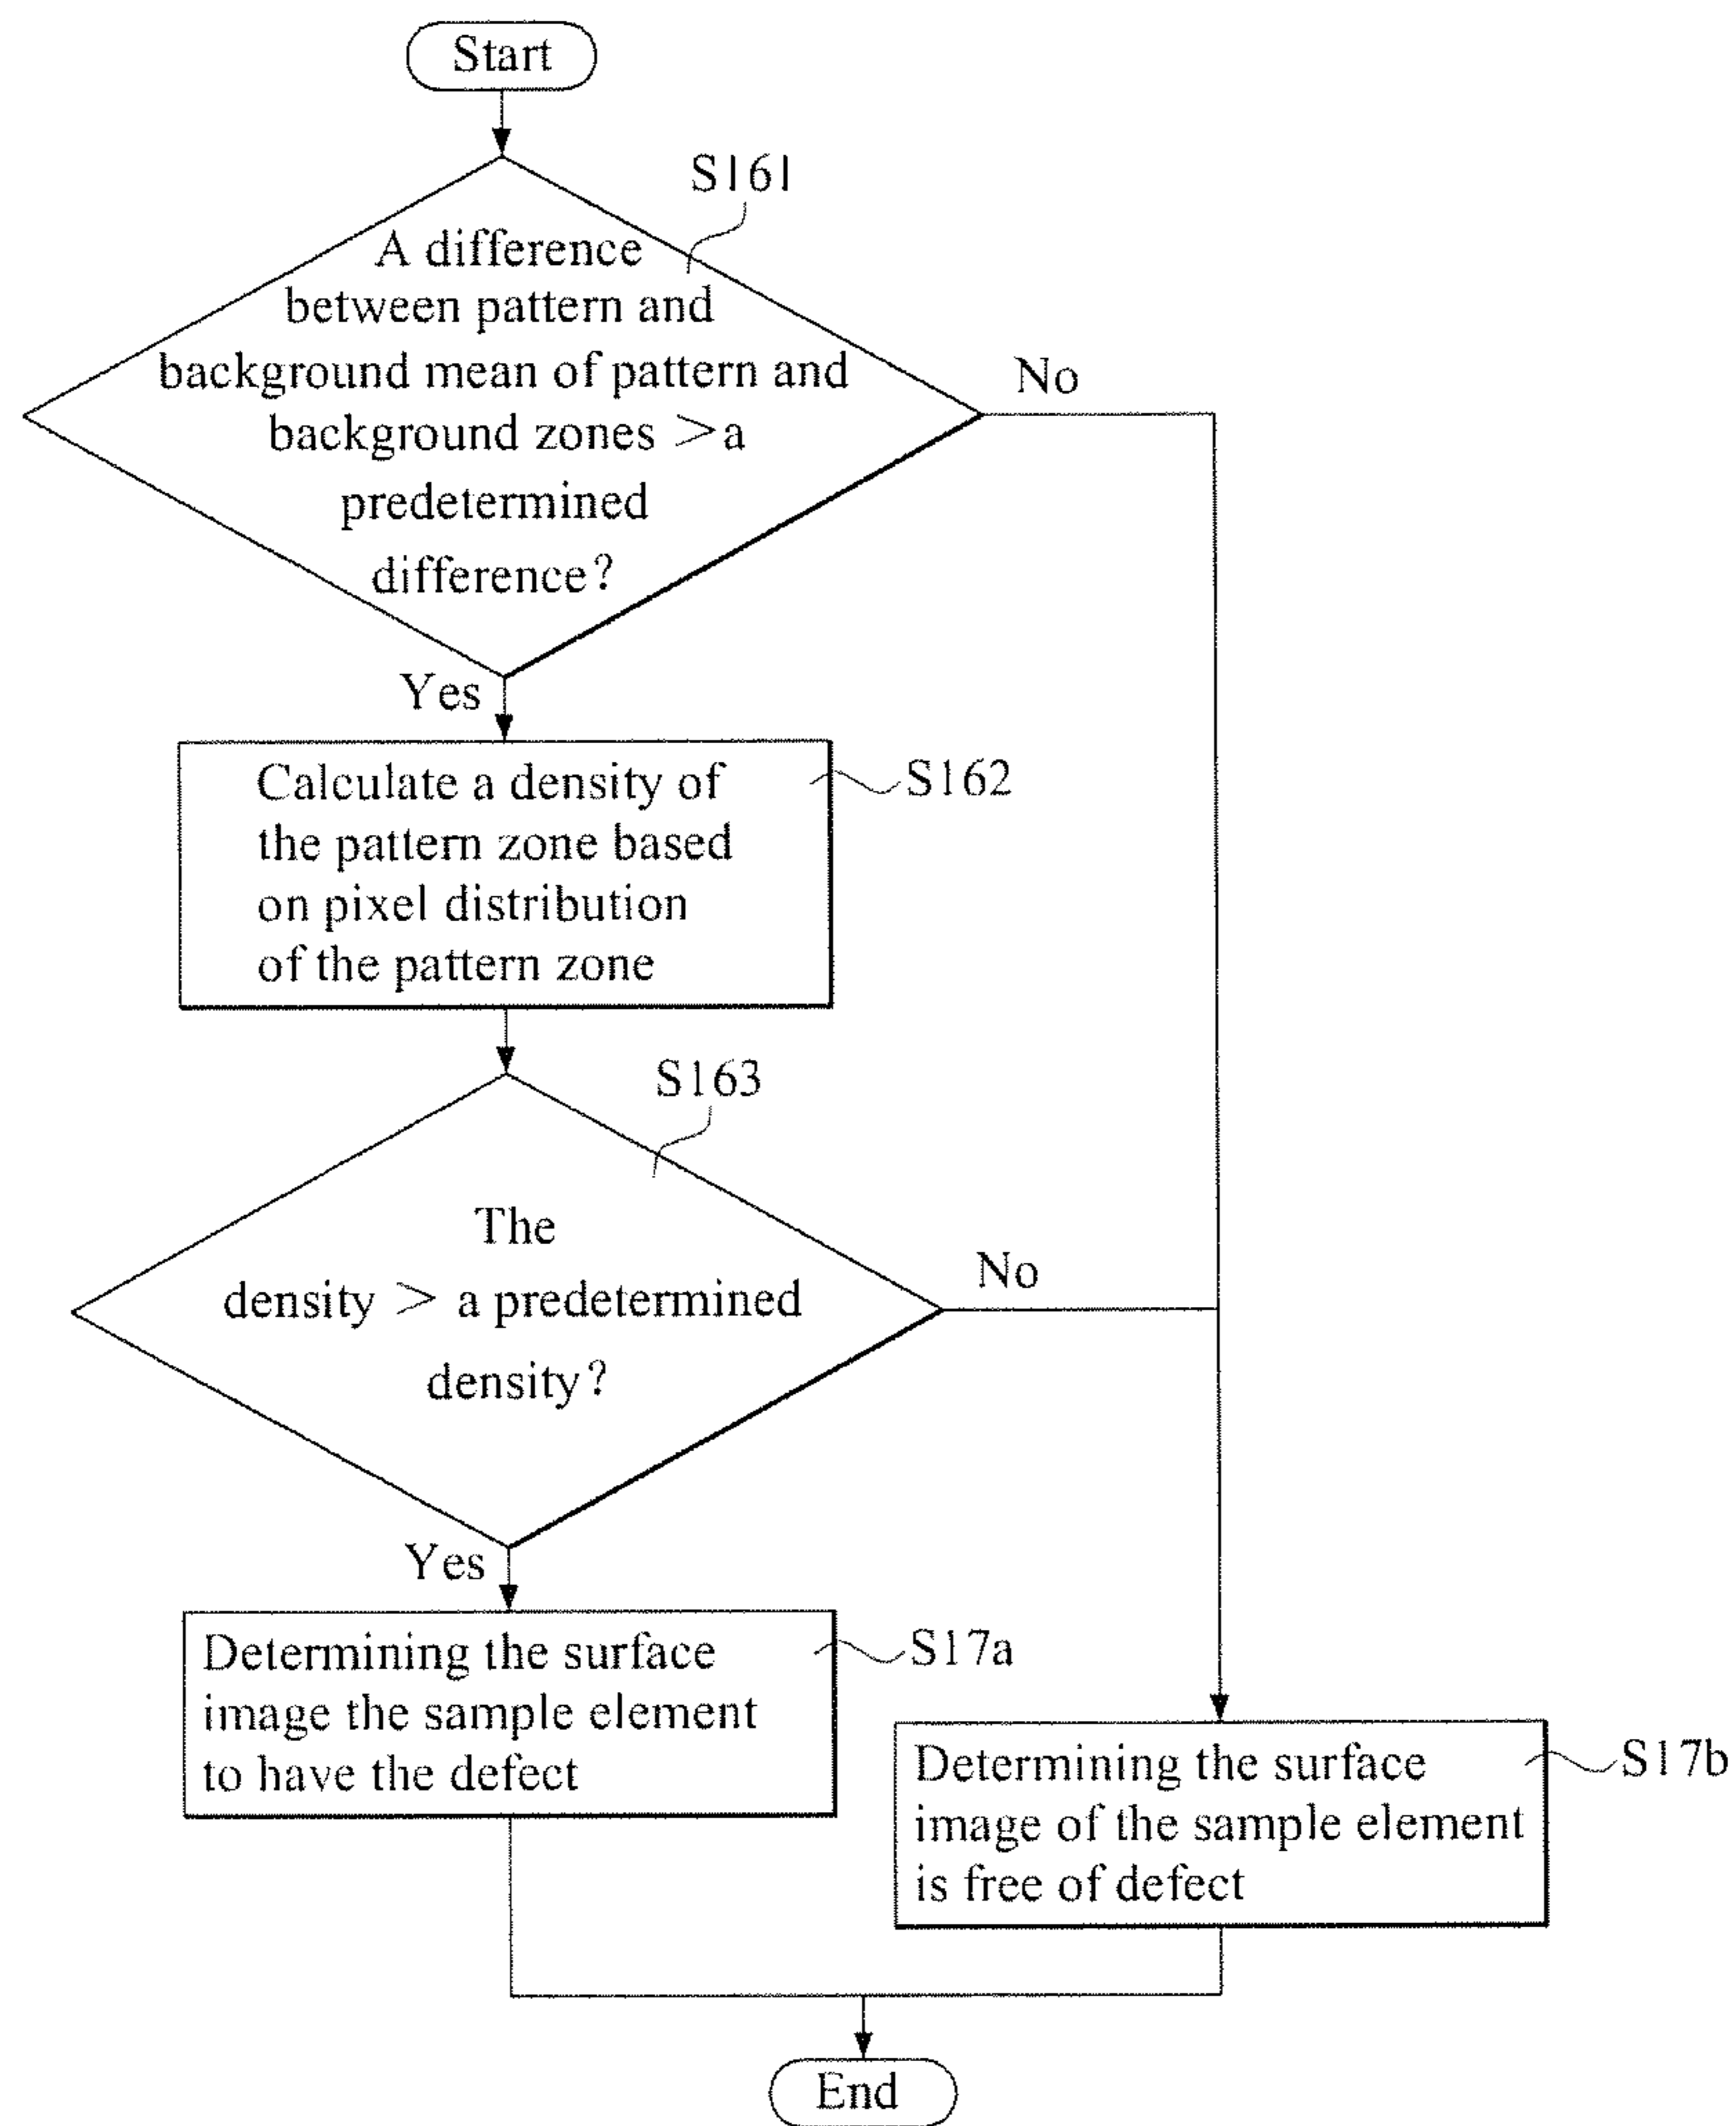 Start
S161
A difference
between pattern and
background mean of pattern and
background zones >a
predetermined
difference?
No
Yes
Calculate a density of
the pattern zone based
on pixel distribution
of the pattern zone
S162
S163
The
density > a predetermined
density?
No
Yes
Determining the surface
image the sample element
to have the defect
S17a
Determining the surface
image of the sample element
is free of defect
S17b
End